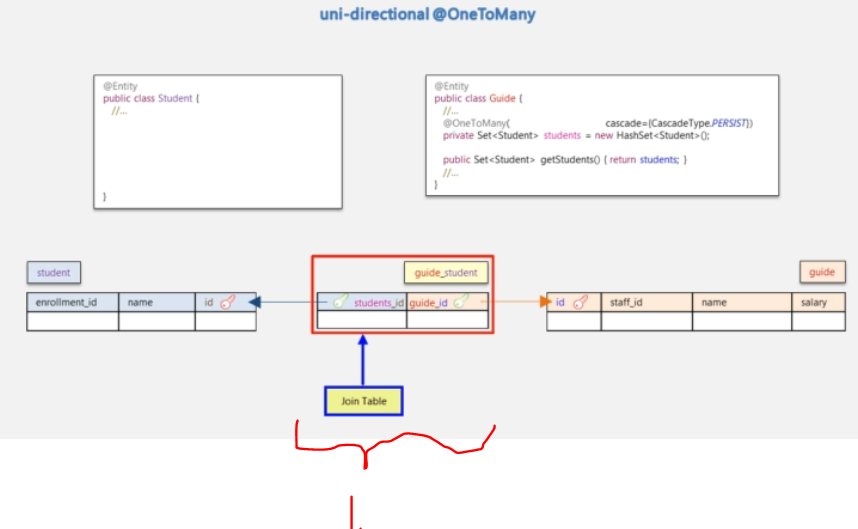 uni-directional @OneToMany
@Entity
public class Student {
//...
}
@Entity
public class Guide {
//...
@OneToMany( cascade={CascadeType.PERSIST})
private Set<Student> students = new HashSet<Student>();
public Set<Student> getStudents() { return students; }
//...
}
student
guide_student
guide
enrollment_id name id
students_id guide_id
id staff_id name salary
Join Table